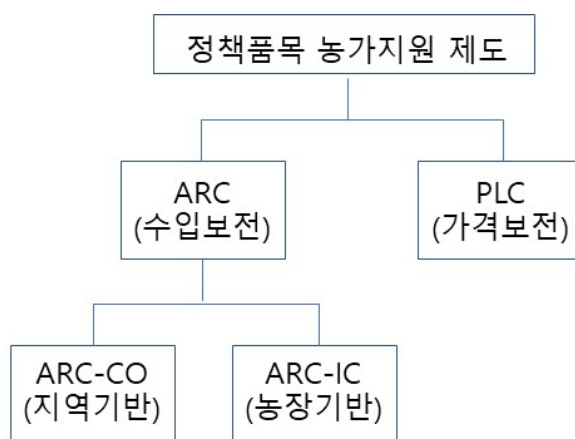 정책품목 농가지원 제도
ARC
(수입보전)
PLC
(가격보전)
ARC-CO
(지역기반)
ARC-IC
(농장기반)